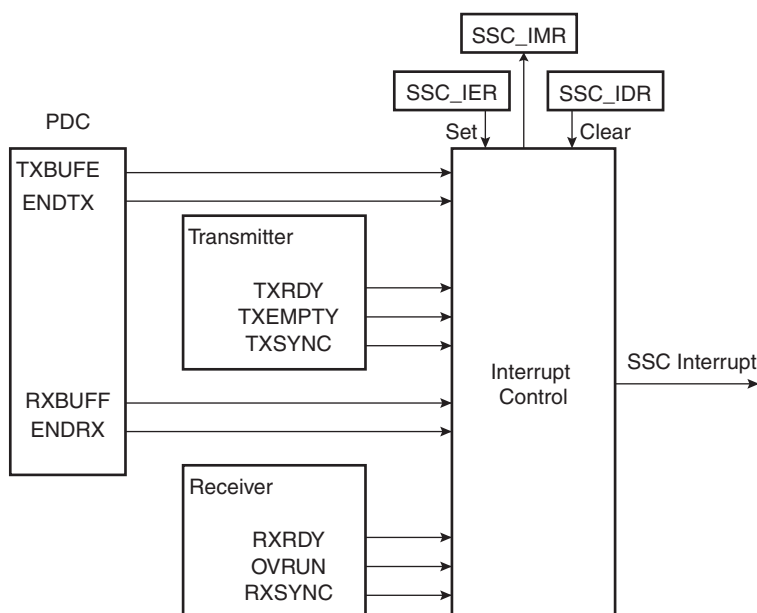 SSC_IMR
SSC_IER
SSC_IDR
PDC
Set
Clear
TXBUFE
ENDTX
Transmitter
TXRDY
TXEMPTY
TXSYNC
RXBUFF
ENDRX
Interrupt
Control
SSC Interrupt
Receiver
RXRDY
OVRUN
RXSYNC